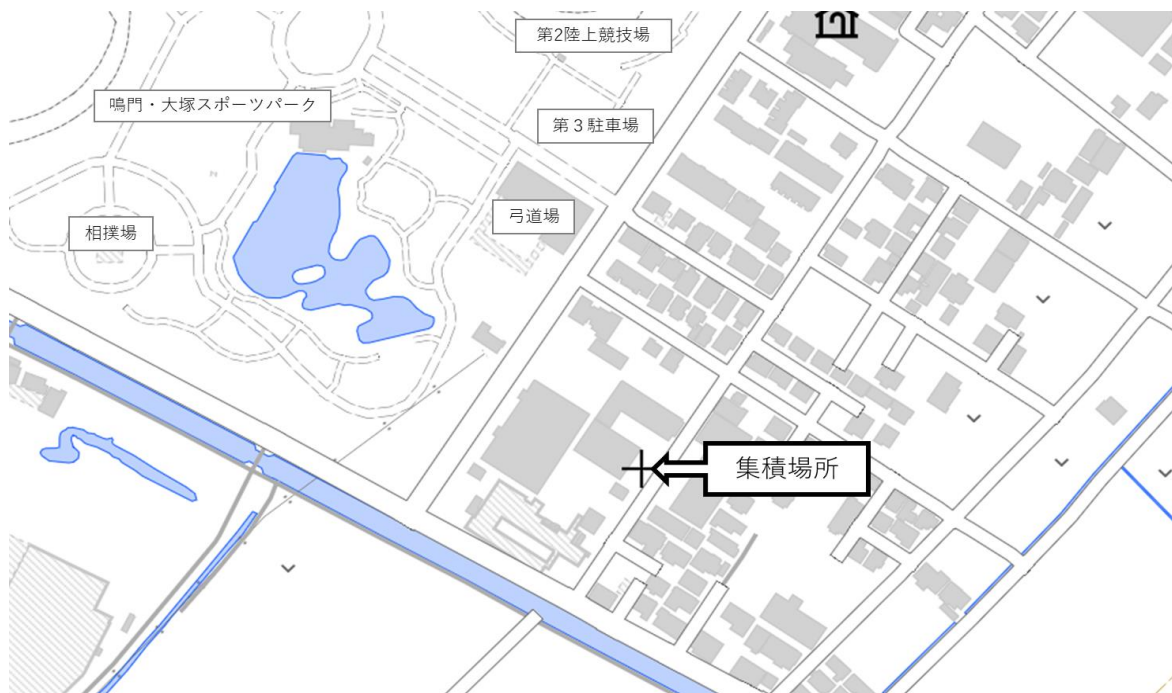 第2陸上競技場
鳴門・大塚スポーツパーク
第３駐車場
弓道場
相撲場
集積場所